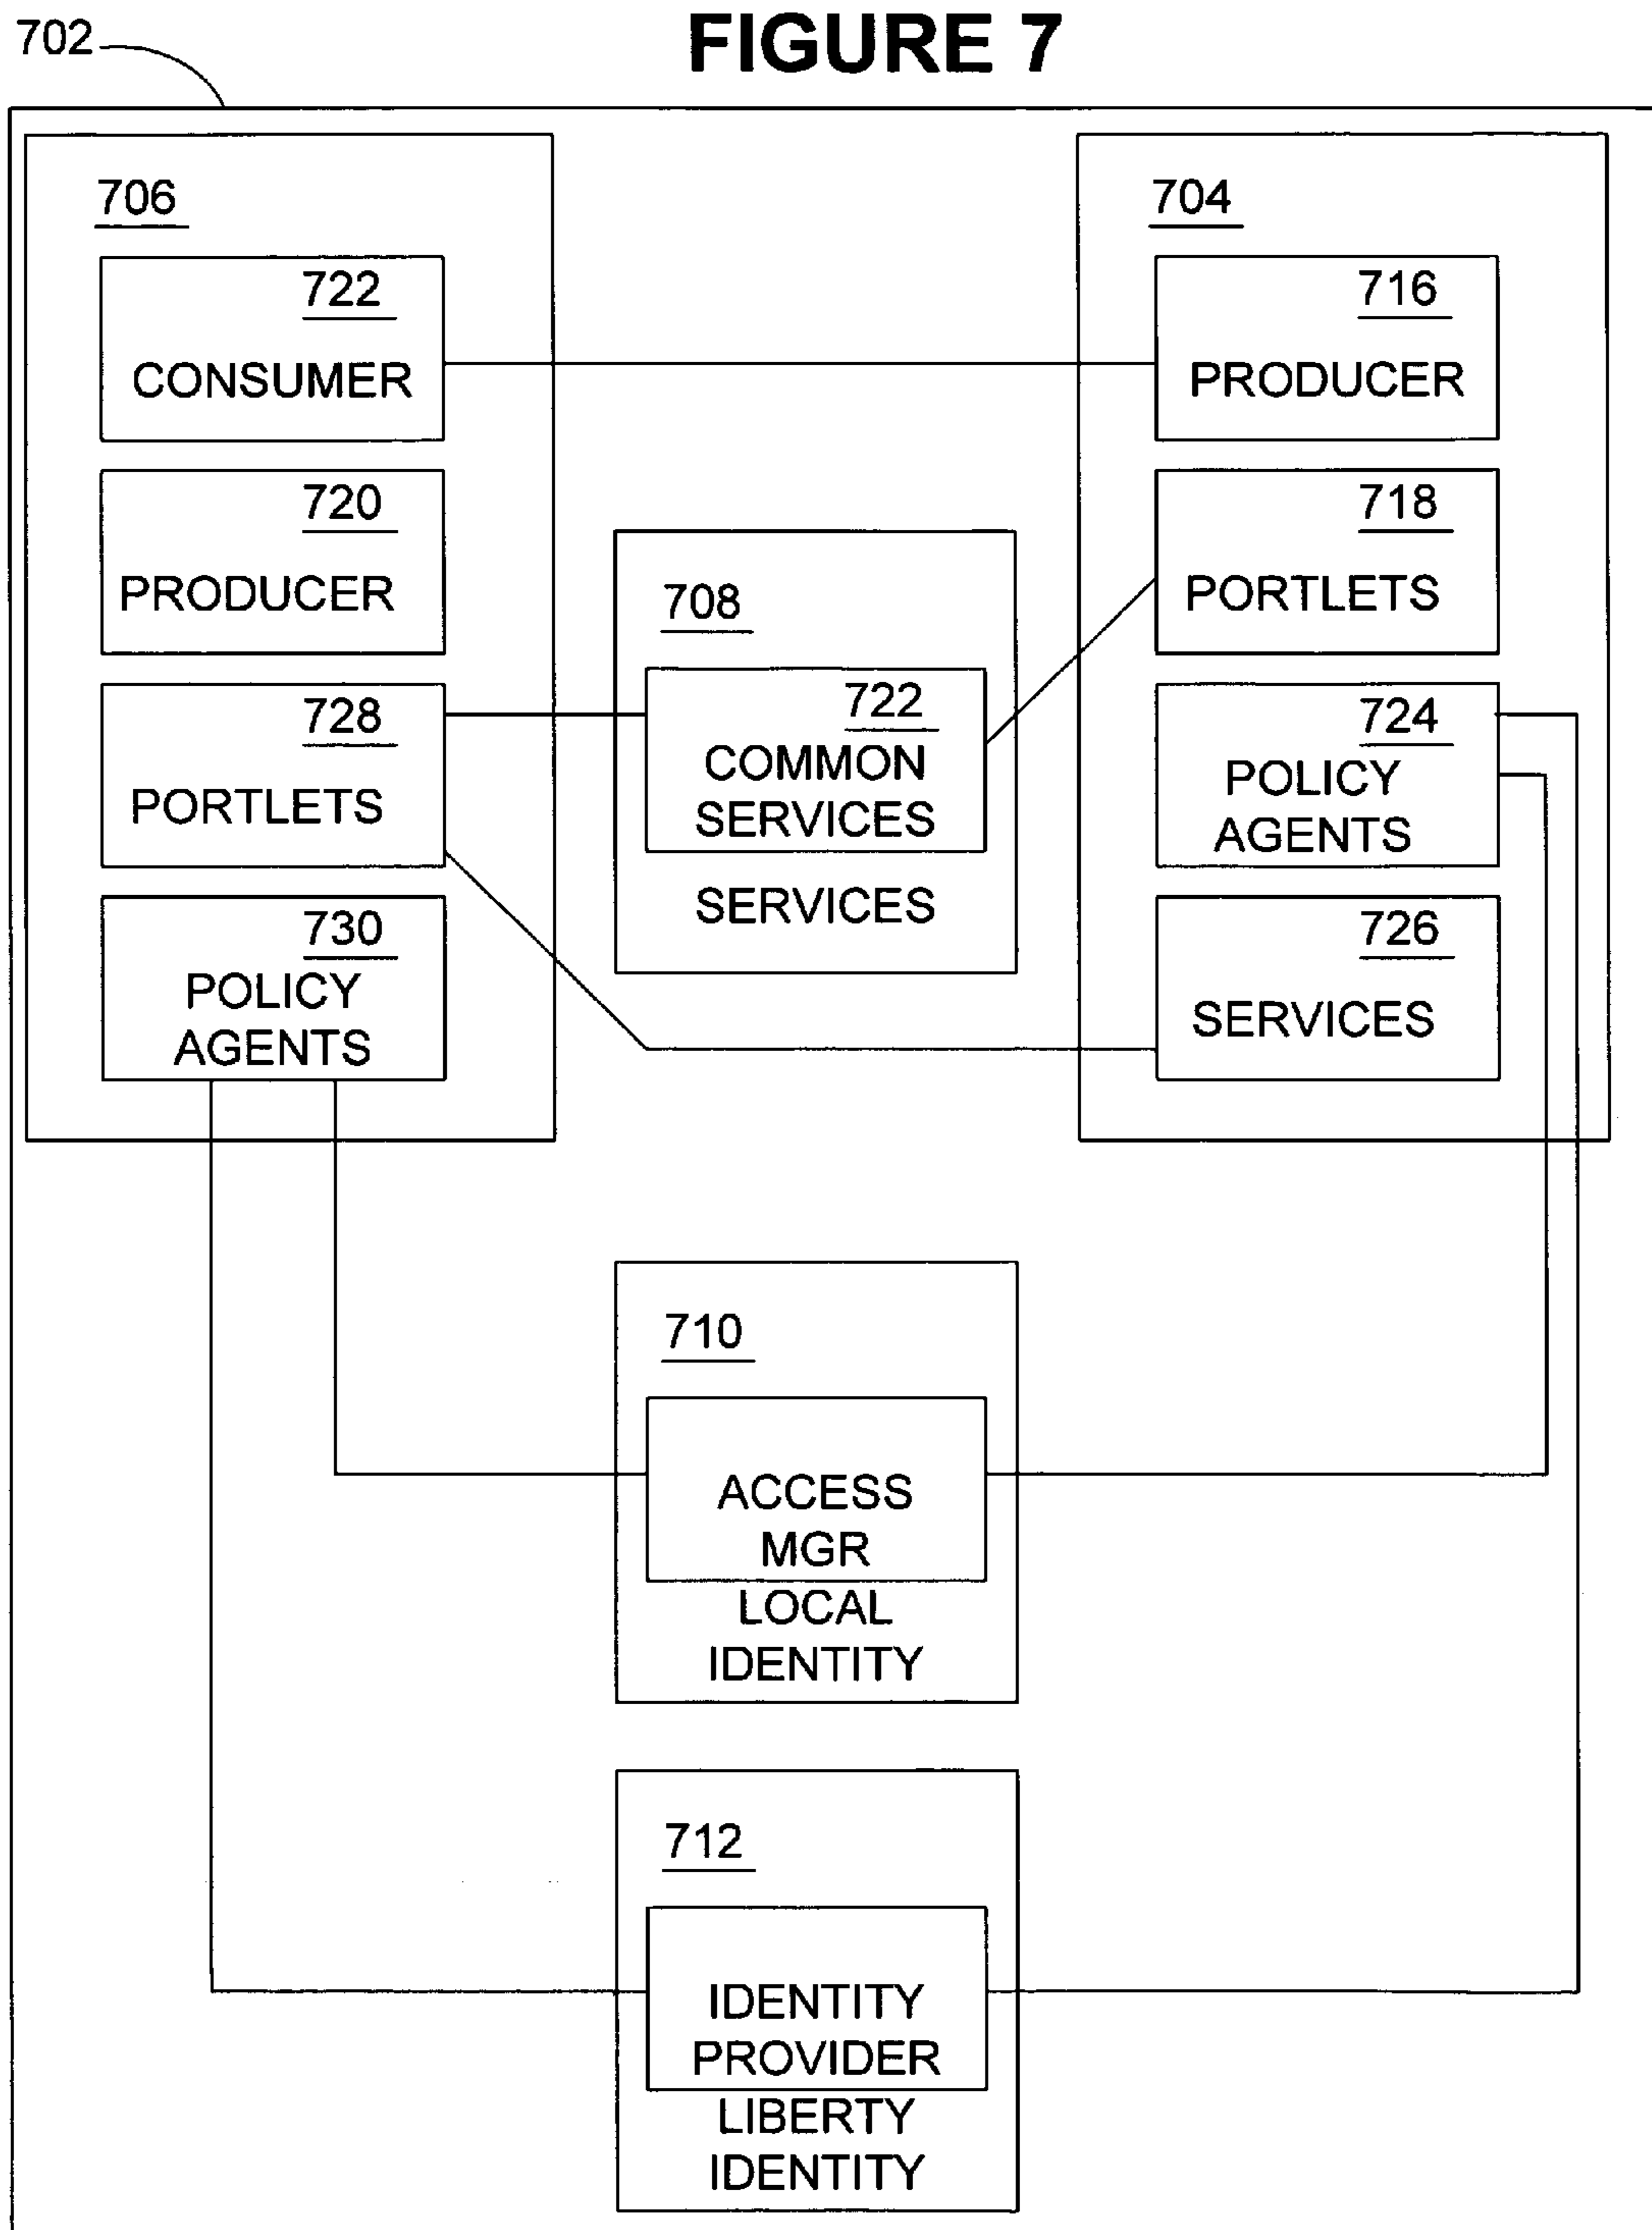 FIGURE 7
702
706
722
CONSUMER
720
PRODUCER
728
PORTLETS
730
POLICY
AGENTS
708
722
COMMON
SERVICES
SERVICES
704
716
PRODUCER
718
PORTLETS
724
POLICY
AGENTS
726
SERVICES
710
ACCESS
MGR
LOCAL
IDENTITY
712
IDENTITY
PROVIDER
LIBERTY
IDENTITY